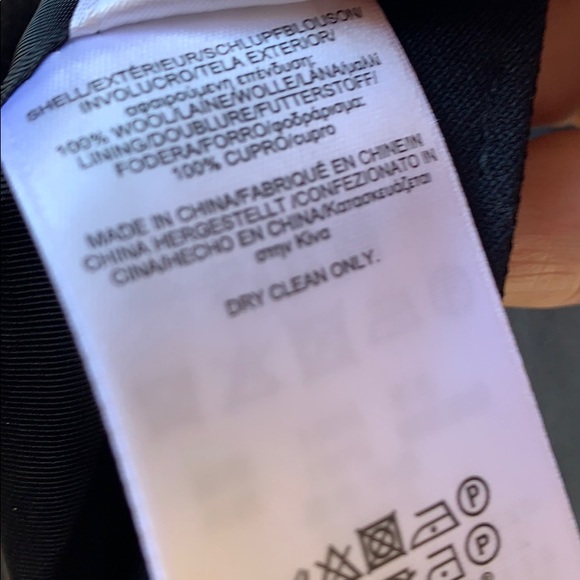 SHELL/EXTÉRIEUR/SCHLUPFBLOUSON/
INVOLUCRO/TELA EXTERIOR/
αφαιρούμενη επένδυση:
100% WOOL/LAINE/WOLLE/LANA/μαλλί
LINING/DOUBLURE/FUTTERSTOFF/
FODERA/FORRO/φοδράρισμα:
100% CUPRO/cupro
MADE IN CHINA/FABRIQUÉ EN CHINE/IN
CHINA HERGESTELLT /CONFEZIONATO IN
CINA/HECHO EN CHINA/Κατασκευάζεται
στην Κίνα
DRY CLEAN ONLY.
P
P